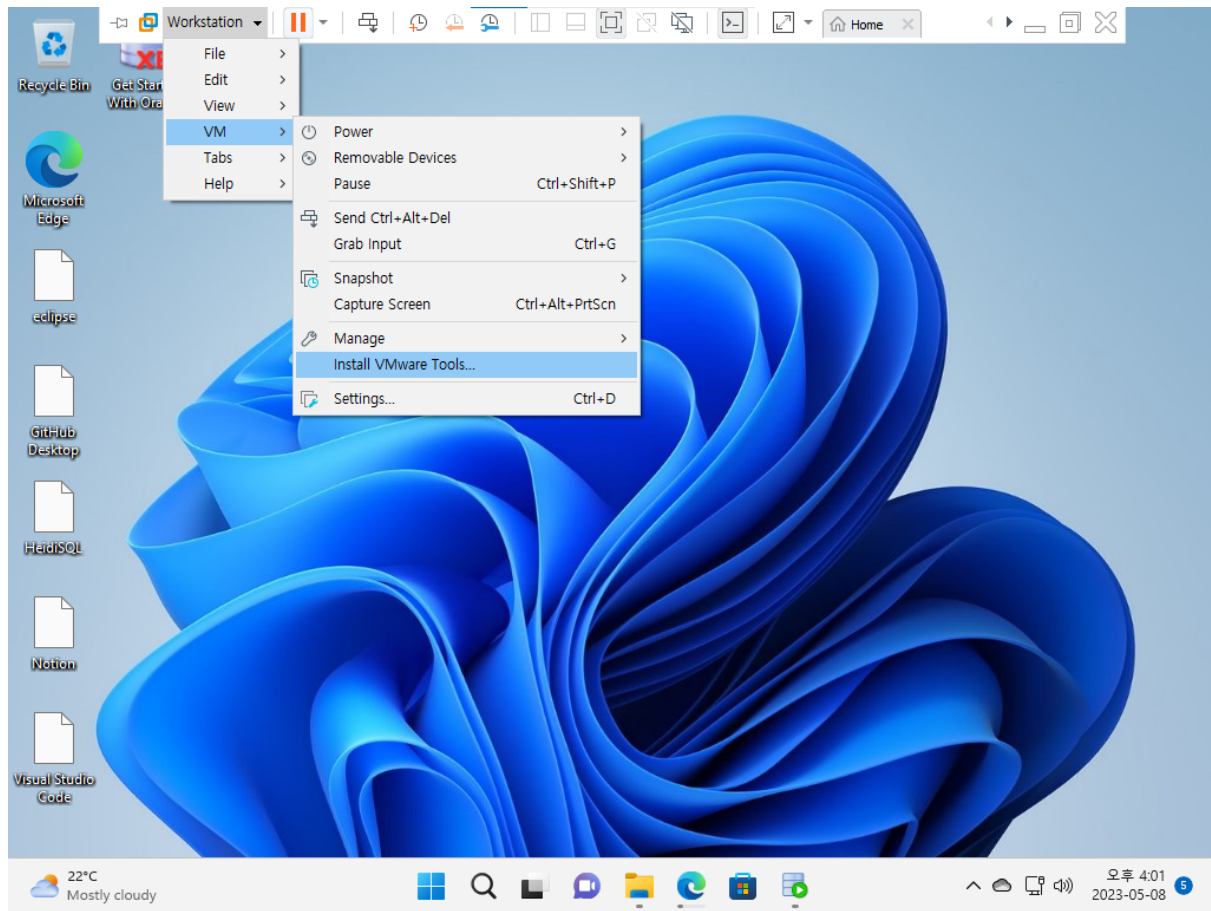 Workstation
Home
File
Edit
View
VM
Tabs
Help
Power
Removable Devices
Pause Ctrl+Shift+P
Send Ctrl+Alt+Del
Grab Input Ctrl+G
Snapshot
Capture Screen Ctrl+Alt+PrtScn
Manage
Install VMware Tools...
Settings... Ctrl+D
Recycle Bin
Get Star
With Ora
XE
Microsoft
Edge
eclipse
GitHub
Desktop
HeidiSQL
Notion
Visual Studio
Code
22°C
Mostly cloudy
오후 4:01
2023-05-08
5